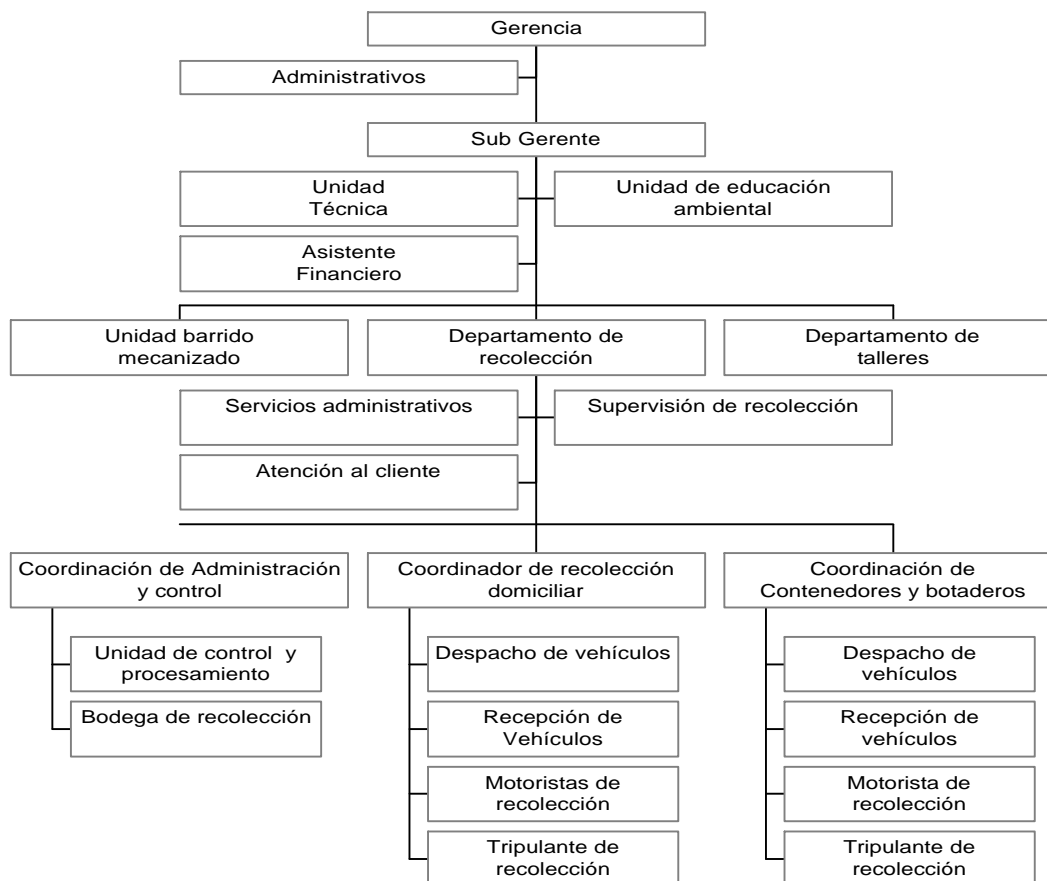 Gerencia
Administrativos
Sub Gerente
Unidad
Técnica
Unidad de educación
ambiental
Asistente
Financiero
Unidad barrido
mecanizado
Departamento de
recolección
Departamento de
talleres
Servicios administrativos
Supervisión de recolección
Atención al cliente
Coordinación de Administración
y control
Coordinador de recolección
domiciliar
Coordinación de
Contenedores y botaderos
Unidad de control y
procesamiento
Bodega de recolección
Despacho de vehículos
Recepción de
Vehículos
Motoristas de
recolección
Tripulante de
recolección
Despacho de
vehículos
Recepción de
vehículos
Motorista de
recolección
Tripulante de
recolección